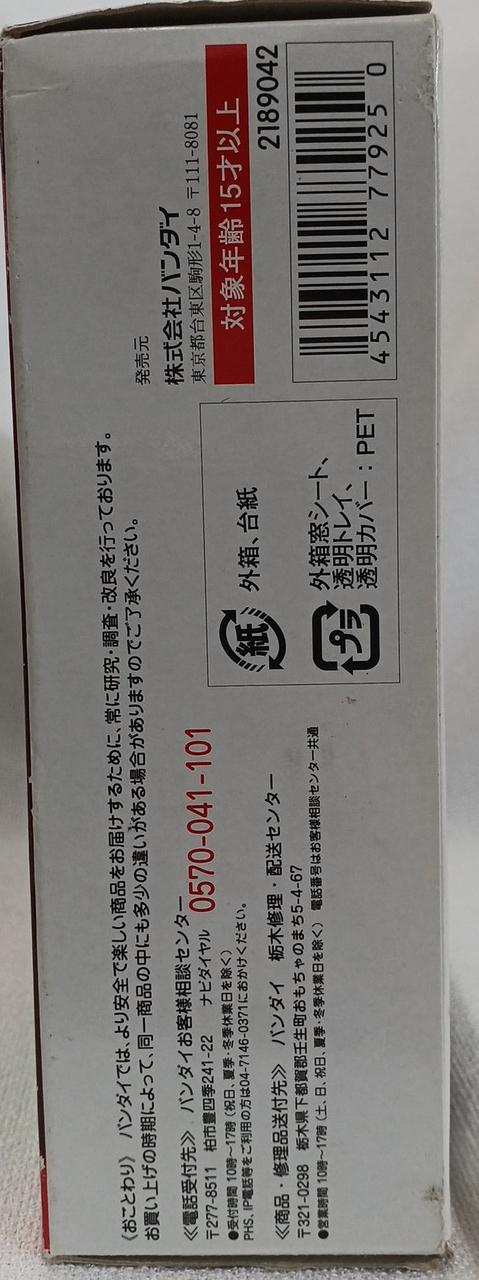 〈おことわり〉 バンダイでは、より安全で楽しい商品をお届けするために、常に研究・調査・改良を行っております。
お買い上げの時期によって、同一商品の中にも多少の違いがある場合がありますのでご了承ください。
≪電話受付先≫ バンダイお客様相談センター
〒277-8511 柏市豊四季241-22 ナビダイヤル 0570-041-101
●受付時間 10時〜17時 (祝日、夏季・冬季休業日を除く)
PHS、IP電話等をご利用の方は04-7146-0371におかけください。
≪商品・修理品送付先≫ バンダイ 栃木修理・配送センター
〒321-0298 栃木県下都賀郡壬生町おもちゃのまち5-4-67
●営業時間 10時〜17時 (土、日、祝日、夏季・冬季休業日を除く) 電話番号はお客様相談センター共通
紙 外箱、台紙
プラ 外箱窓シート、
透明トレイ、
透明カバー：PET
発売元
株式会社バンダイ
東京都台東区駒形1-4-8 〒111-8081
対象年齢15才以上
2189042
4543112 77925 0